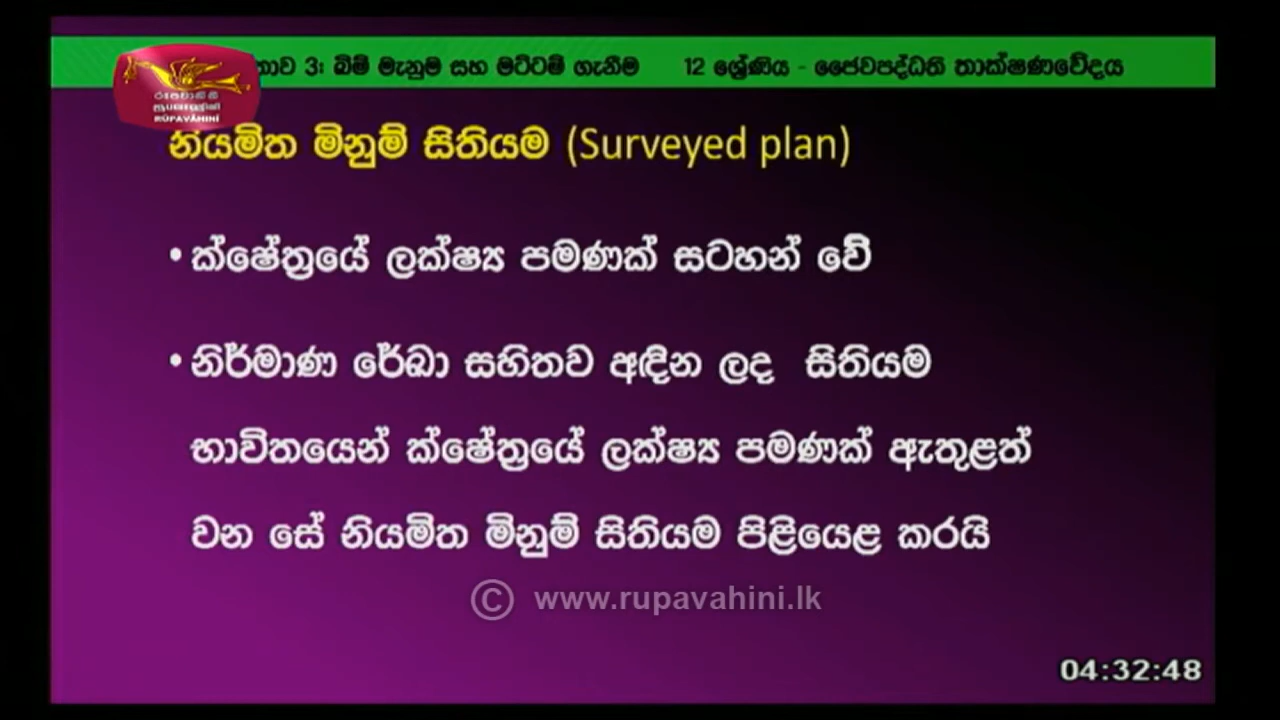 3: බිම් මැනුම සහ මට්ටම් ගැනීම 12 ශ්‍රේණිය - ජෛවපද්ධති තාක්ෂණවේදය
රූපවාහිනී
RUPAVAHINI
නියමිත මිනුම් සිතියම (Surveyed plan)
• ක්ෂේත්‍රයේ ලක්ෂ්‍ය පමණක් සටහන් වේ
• නිර්මාණ රේඛා සහිතව අඳින ලද සිතියම
භාවිතයෙන් ක්ෂේත්‍රයේ ලක්ෂ්‍ය පමණක් ඇතුළත්
වන සේ නියමිත මිනුම් සිතියම පිළියෙළ කරයි
© www.rupavahini.lk
04:32:48